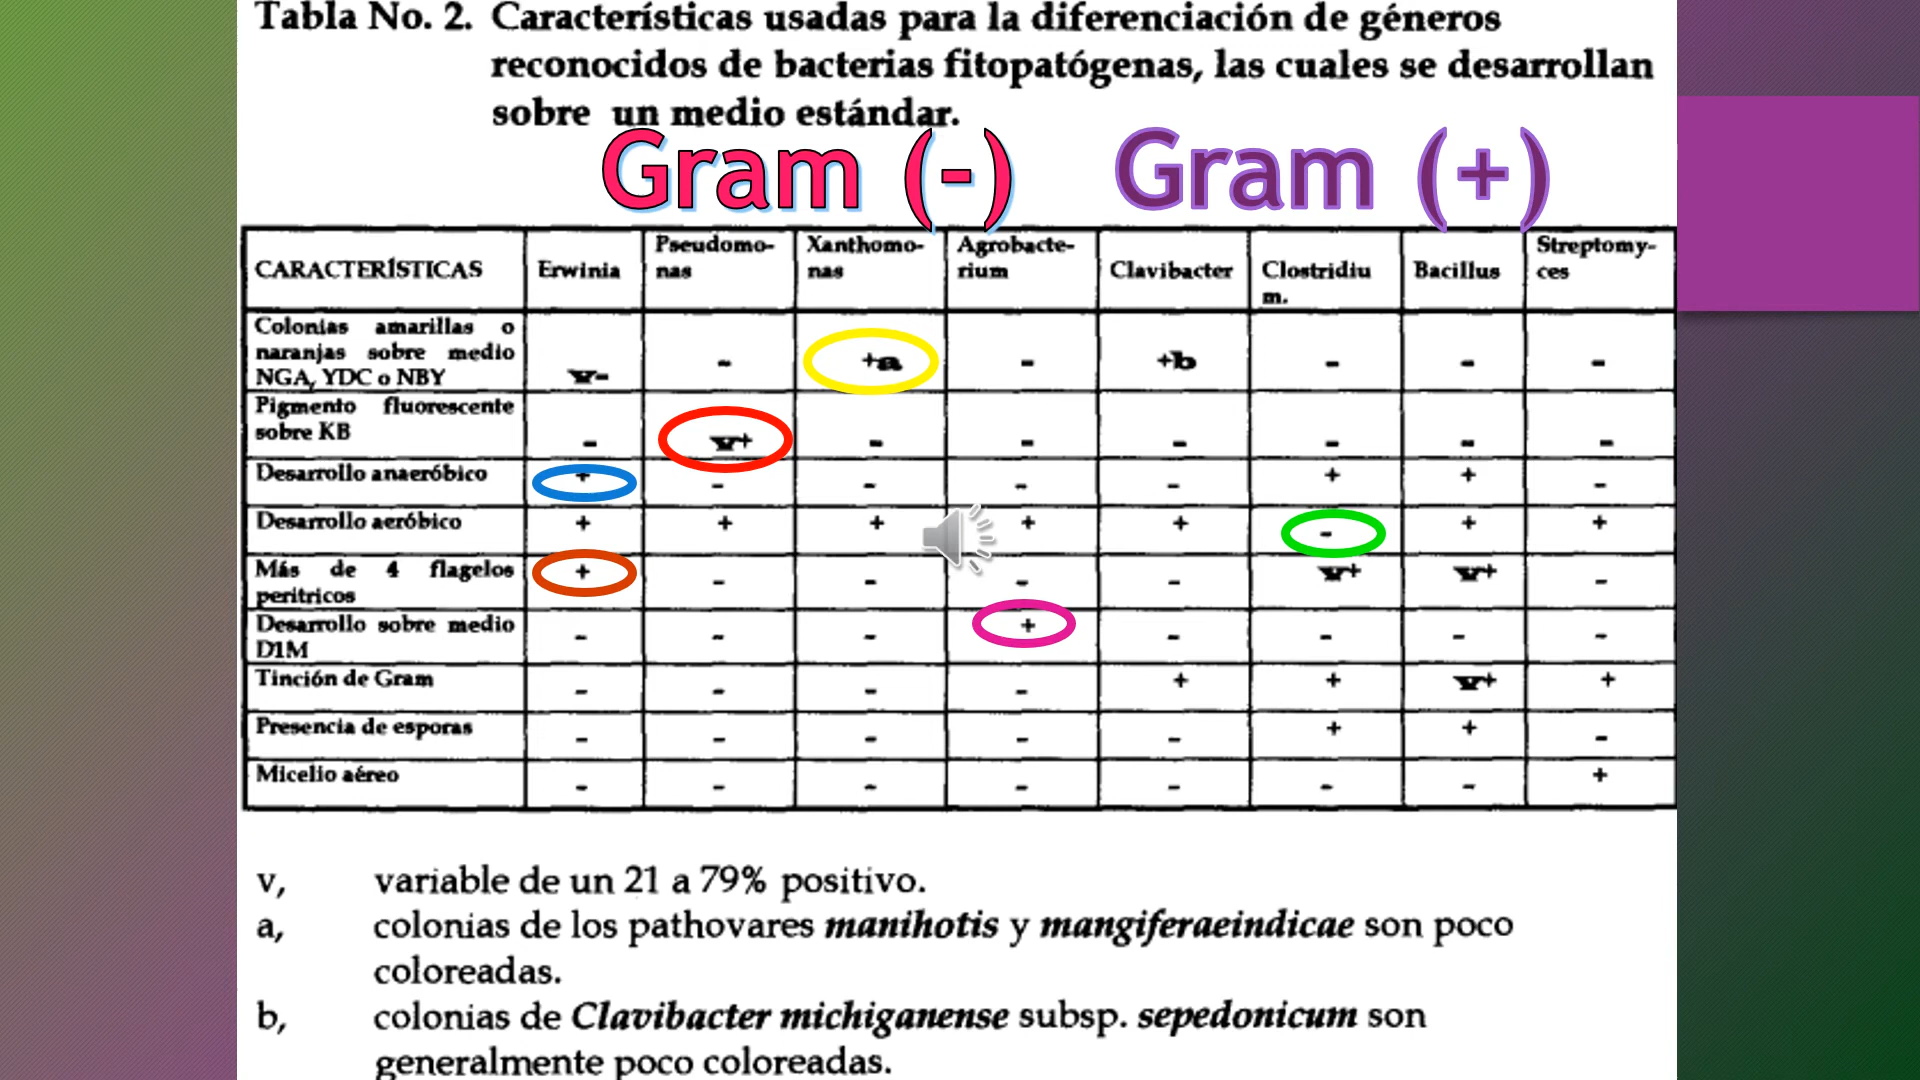 Tabla No. 2. Características usadas para la diferenciación de géneros
reconocidos de bacterias fitopatógenas, las cuales se desarrollan
sobre un medio estándar.
Gram (-) Gram (+)
CARACTERÍSTICAS Erwinia Pseudomo- Xanthomo- Agrobacte- Clavibacter Clostridiu Bacillus Streptomy-
nas nas rium m. ces
Colonias amarillas o
naranjas sobre medio - +a - +b - - -
NGA, YDC o NBY v-
Pigmento fluorescente
sobre KB - v+ - - - - - -
Desarrollo anaeróbico + - - - - + + -
Desarrollo aeróbico + + + + + - + +
Más de 4 flagelos + - - - - v+ v+ -
peritricos
Desarrollo sobre medio - - - + - - - -
D1M
Tinción de Gram - - - - + + v+ +
Presencia de esporas - - - - - + + -
Micelio aéreo - - - - - - - +
v, variable de un 21 a 79% positivo.
a, colonias de los pathovares manihotis y mangiferaeindicae son poco
coloreadas.
b, colonias de Clavibacter michiganense subsp. sepedonicum son
generalmente poco coloreadas.